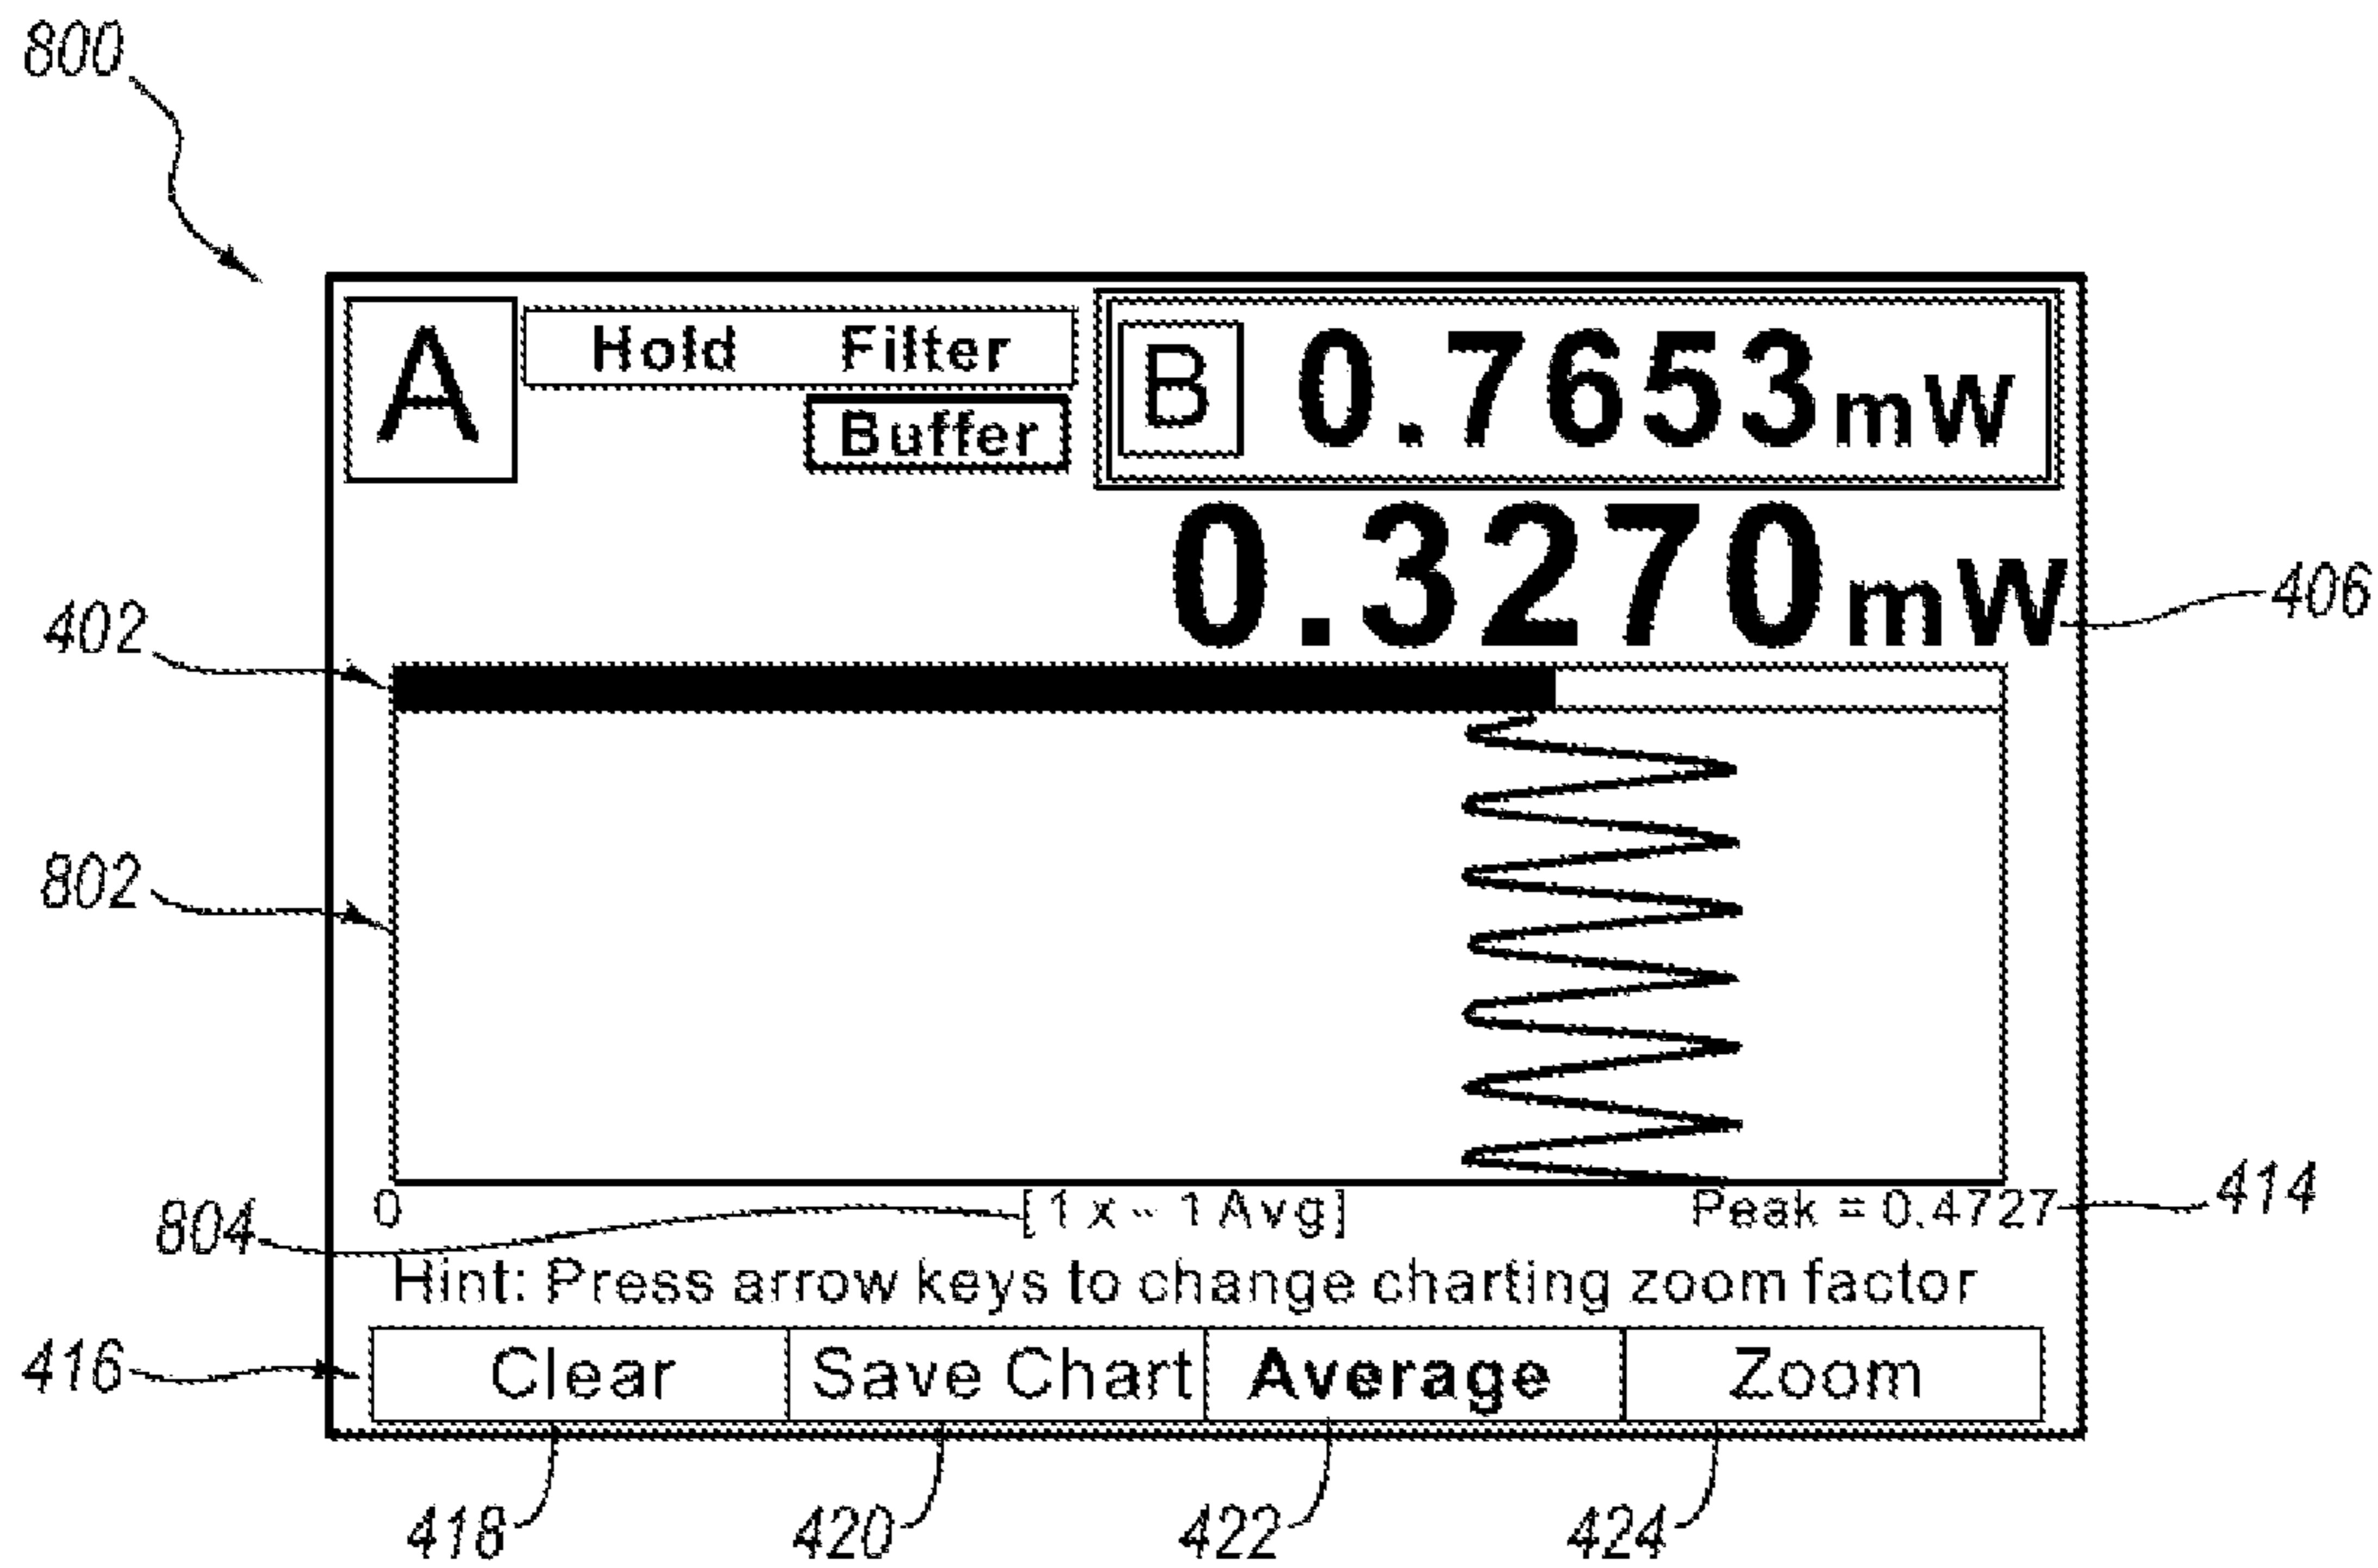 800
A Hold Filter B 0.7653mW
Buffer
0.3270mW
406
402
802
0 [1x-1Avg] Peak = 0.4727
414
804
Hint: Press arrow keys to change charting zoom factor
416
Clear Save Chart Average Zoom
418 420 422 424